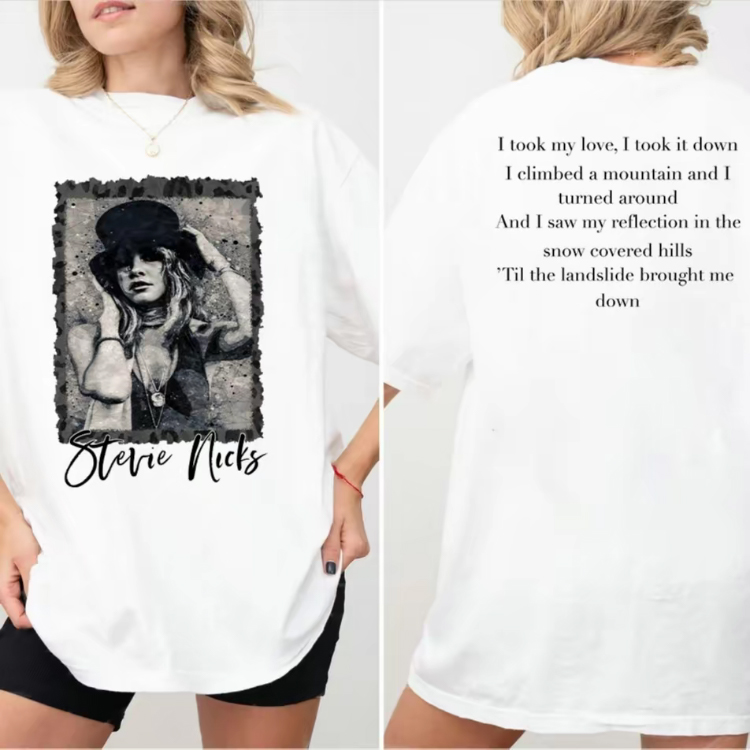 Stevie Nicks
I took my love, I took it down
I climbed a mountain and I
turned around
And I saw my reflection in the
snow covered hills
’Til the landslide brought me
down